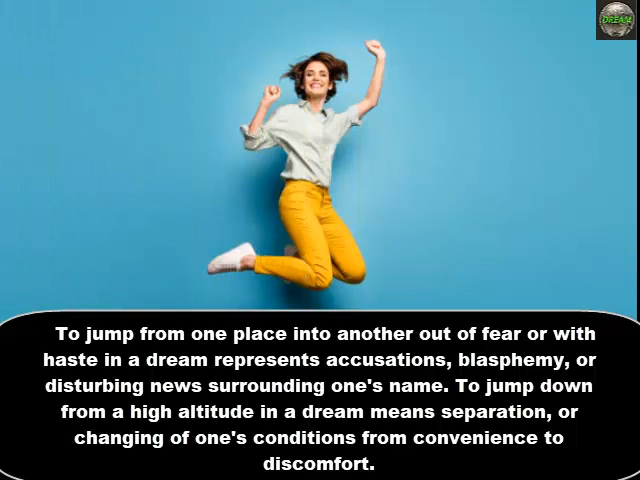 DREAM
To jump from one place into another out of fear or with
haste in a dream represents accusations, blasphemy, or
disturbing news surrounding one's name. To jump down
from a high altitude in a dream means separation, or
changing of one's conditions from convenience to
discomfort.